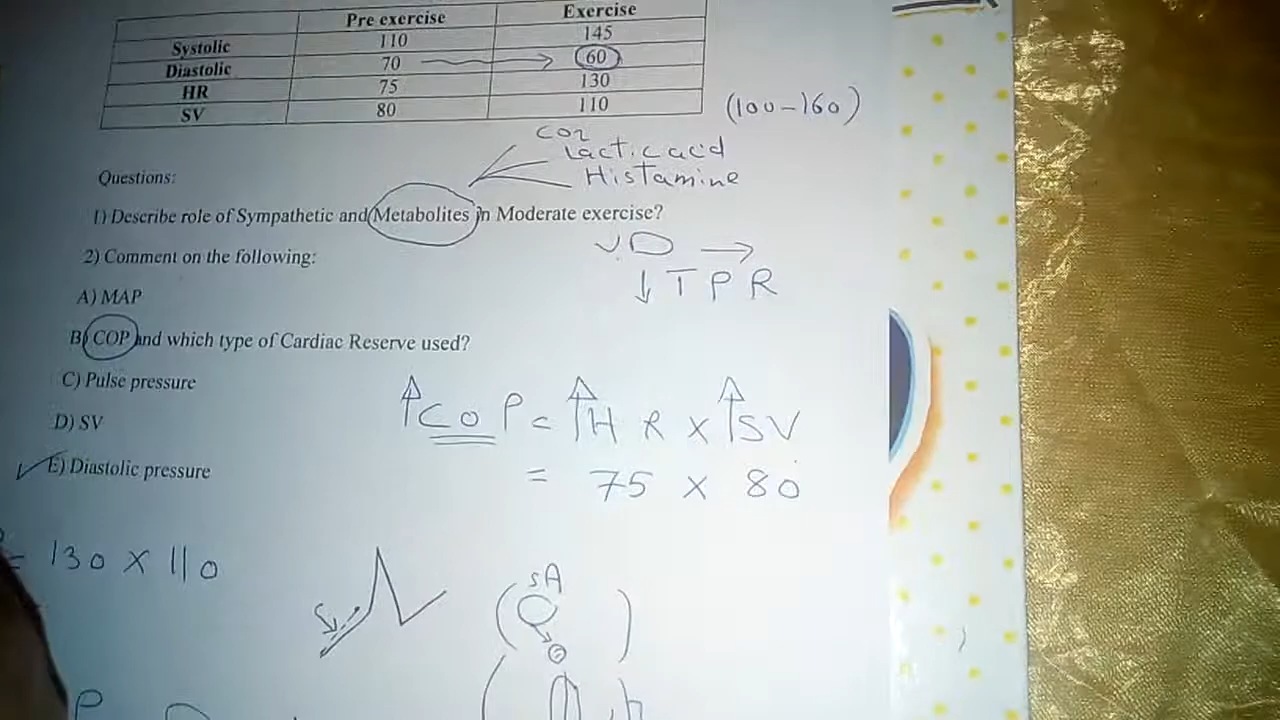 Pre exercise Exercise
Systolic 110 145
Diastolic 70 60
HR 75 130
SV 80 110
(100-160)
CO2
Lactic acid
Histamine
Questions:
1) Describe role of Sympathetic and Metabolites in Moderate exercise?
2) Comment on the following:
VD →
↓ TPR
A) MAP
B) COP and which type of Cardiac Reserve used?
C) Pulse pressure
D) SV
↑COP = ↑HR x ↑SV
E) Diastolic pressure
= 75 x 80
= 130 x 110
SA